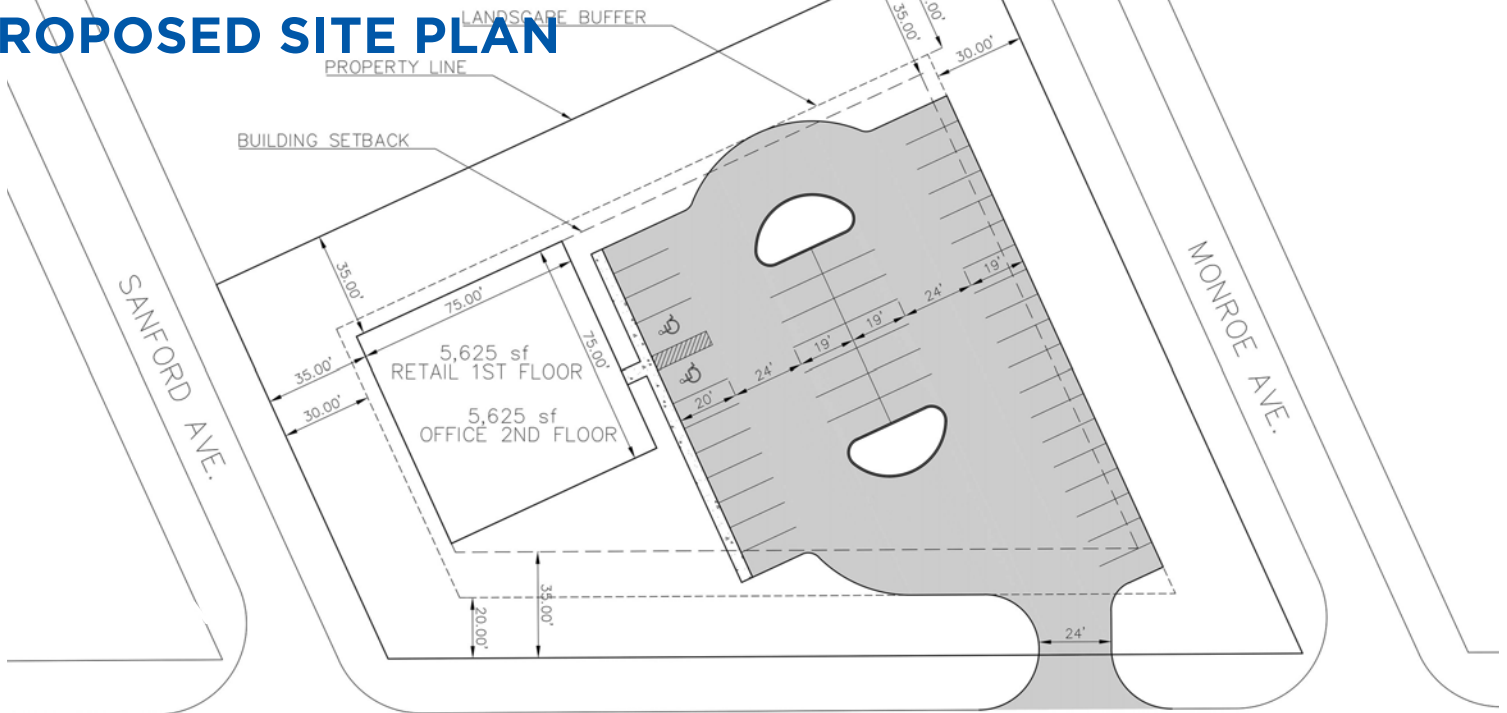 ROPOSED SITE PLAN
LANDSCAPE BUFFER
PROPERTY LINE
BUILDING SETBACK
35.00'
.00'
30.00'
35.00'
75.00'
75.00'
35.00'
30.00'
5,625 sf
RETAIL 1ST FLOOR
5,625 sf
OFFICE 2ND FLOOR
20'
24'
19'
19'
24'
19'
SANFORD AVE.
MONROE AVE.
35.00'
20.00'
24'